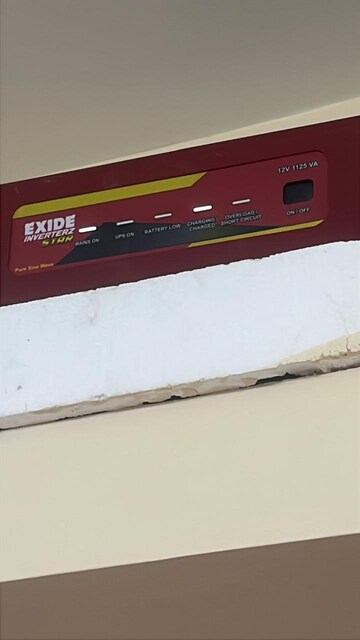 12V 1125 VA
EXIDE
INVERTERZ
STAR
MAINS ON
UPS ON
BATTERY LOW
CHARGING /
CHARGED
OVERLOAD /
SHORT CIRCUIT
ON / OFF
Pure Sine Wave